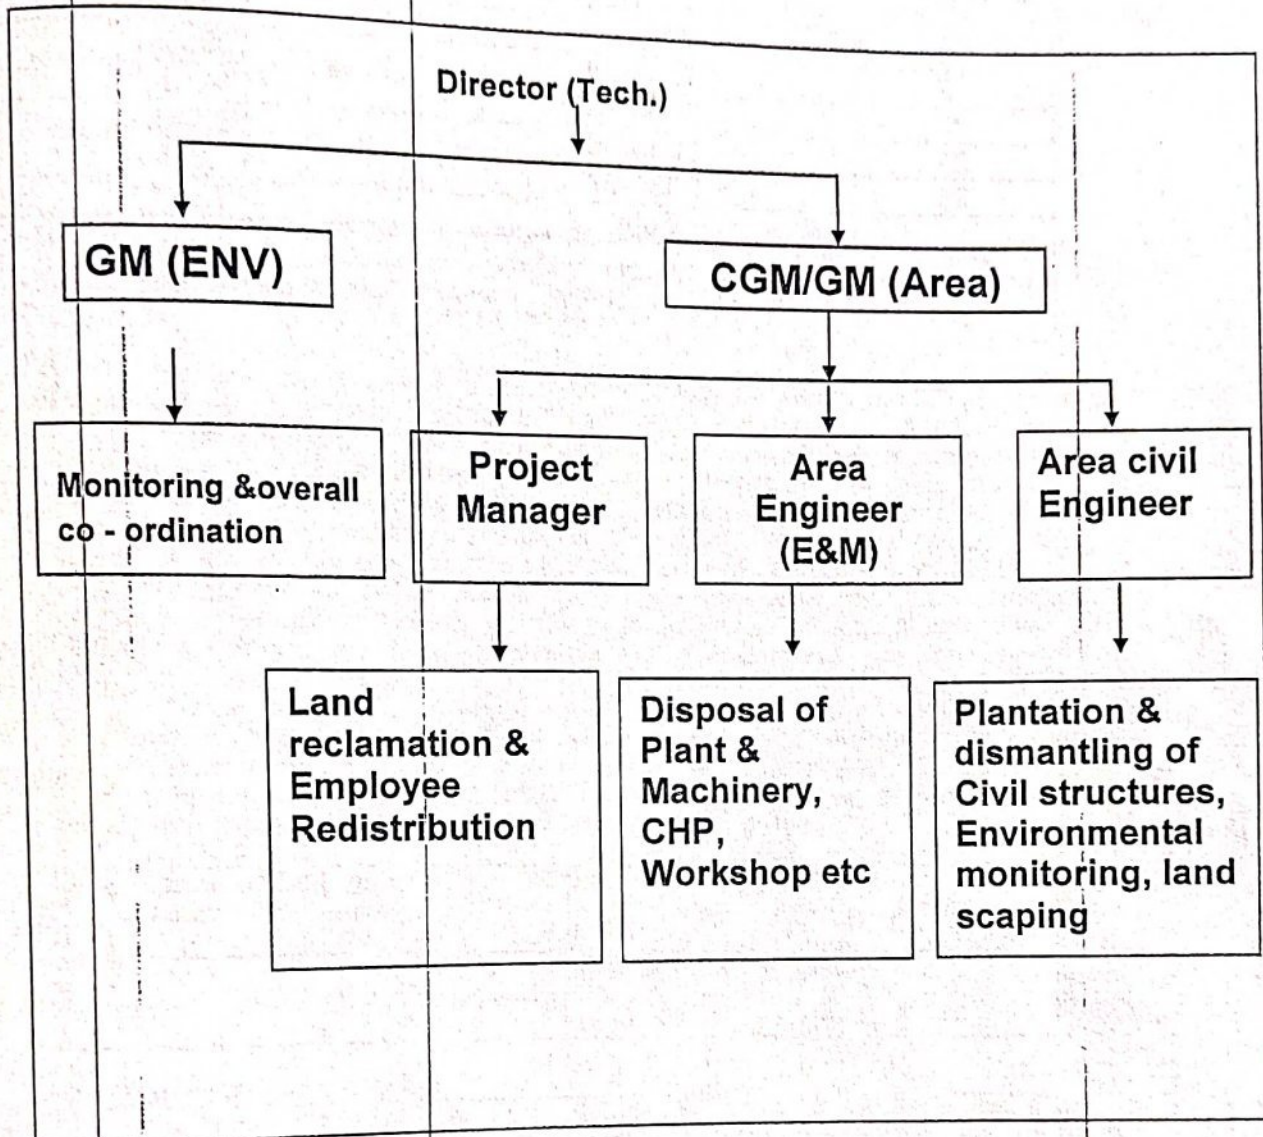 Director (Tech.)
GM (ENV)
CGM/GM (Area)
Monitoring &overall
co - ordination
Project
Manager
Area
Engineer
(E&M)
Area civil
Engineer
Land
reclamation &
Employee
Redistribution
Disposal of
Plant &
Machinery,
CHP,
Workshop etc
Plantation &
dismantling of
Civil structures,
Environmental
monitoring, land
scaping